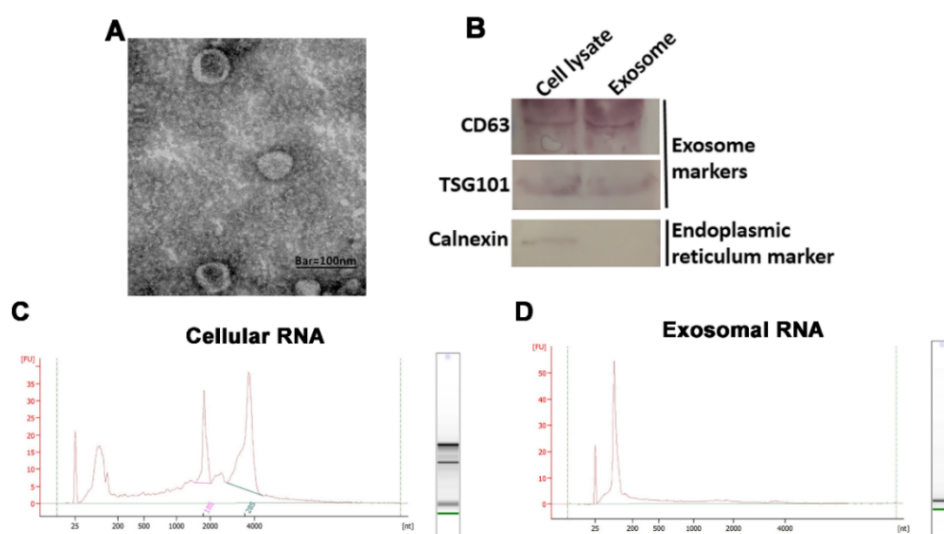 A
Bar=100nm
B
Cell lysate
Exosome
CD63
TSG101
Calnexin
Exosome
markers
Endoplasmic
reticulum marker
C
Cellular RNA
[FU]
35
30
25
20
15
10
5
0
25
200
500
1000
2000
4000
[nt]
18S
28S
D
Exosomal RNA
[FU]
50
40
30
20
10
0
25
200
500
1000
2000
4000
[nt]